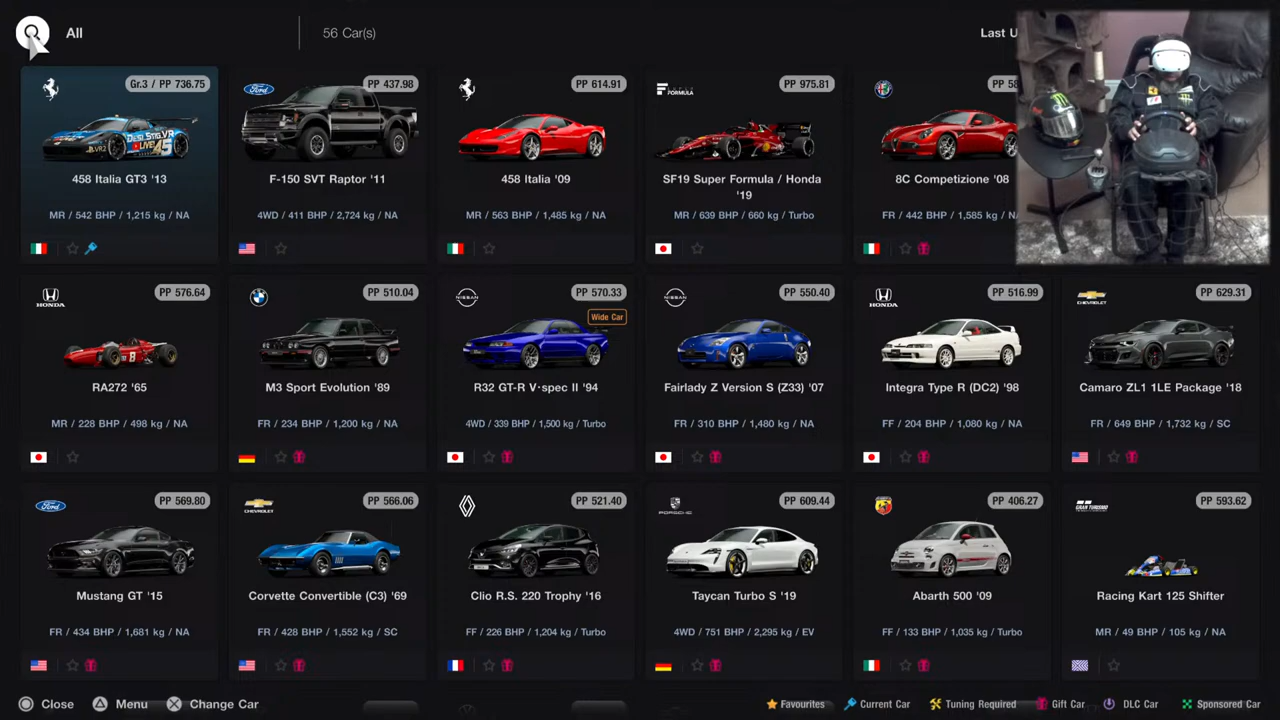 All
56 Car(s)
Last U
Gr.3 / PP 736.75
458 Italia GT3 '13
MR / 542 BHP / 1,215 kg / NA
PP 437.98
F-150 SVT Raptor '11
4WD / 411 BHP / 2,724 kg / NA
PP 614.91
458 Italia '09
MR / 563 BHP / 1,485 kg / NA
PP 975.81
SF19 Super Formula / Honda
'19
MR / 639 BHP / 660 kg / Turbo
PP 58
8C Competizione '08
FR / 442 BHP / 1,585 kg / N
HONDA
PP 576.64
RA272 '65
MR / 228 BHP / 498 kg / NA
PP 510.04
M3 Sport Evolution '89
FR / 234 BHP / 1,200 kg / NA
NISSAN
PP 570.33
Wide Car
R32 GT-R V·spec II '94
4WD / 339 BHP / 1,500 kg / Turbo
NISSAN
PP 550.40
Fairlady Z Version S (Z33) '07
FR / 310 BHP / 1,480 kg / NA
HONDA
PP 516.99
Integra Type R (DC2) '98
FF / 204 BHP / 1,080 kg / NA
CHEVROLET
PP 629.31
Camaro ZL1 1LE Package '18
FR / 649 BHP / 1,732 kg / SC
Ford
PP 569.80
Mustang GT '15
FR / 434 BHP / 1,681 kg / NA
CHEVROLET
PP 566.06
Corvette Convertible (C3) '69
FR / 428 BHP / 1,552 kg / SC
PP 521.40
Clio R.S. 220 Trophy '16
FF / 226 BHP / 1,204 kg / Turbo
PORSCHE
PP 609.44
Taycan Turbo S '19
4WD / 751 BHP / 2,295 kg / EV
PP 406.27
Abarth 500 '09
FF / 133 BHP / 1,035 kg / Turbo
GRAN TURISMO
PP 593.62
Racing Kart 125 Shifter
MR / 49 BHP / 105 kg / NA
Close
Menu
Change Car
Favourites
Current Car
Tuning Required
Gift Car
DLC Car
Sponsored Car